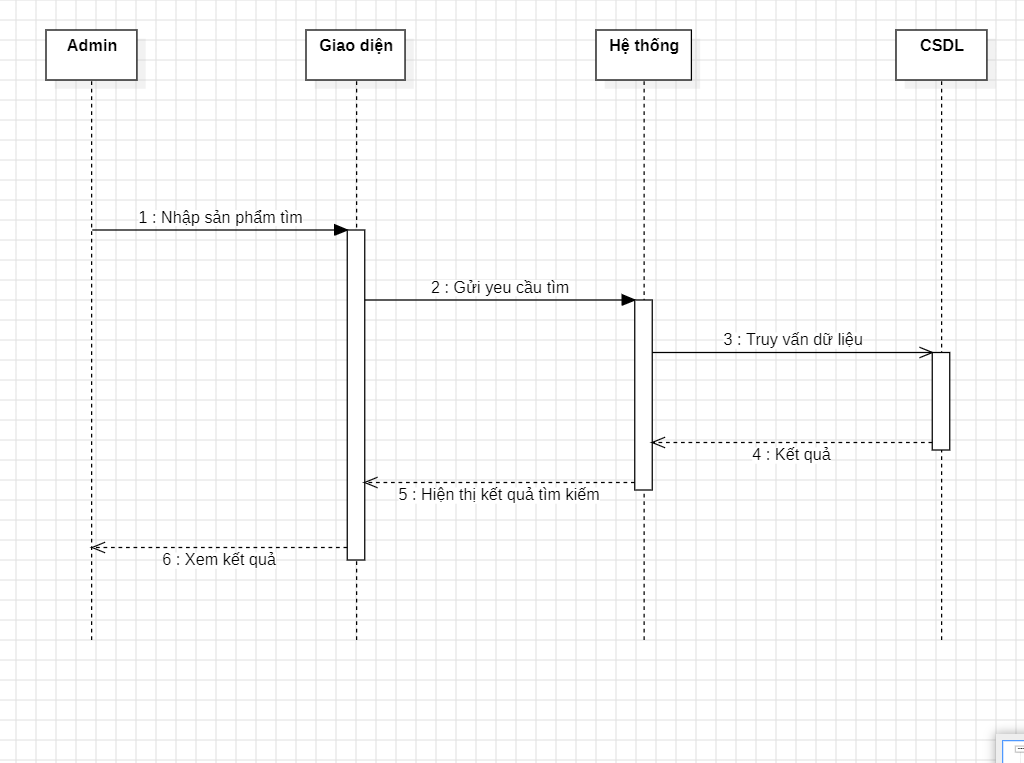 Admin
Giao diện
Hệ thống
CSDL
1 : Nhập sản phẩm tìm
2 : Gửi yeu cầu tìm
3 : Truy vấn dữ liệu
4 : Kết quả
5 : Hiện thị kết quả tìm kiếm
6 : Xem kết quả